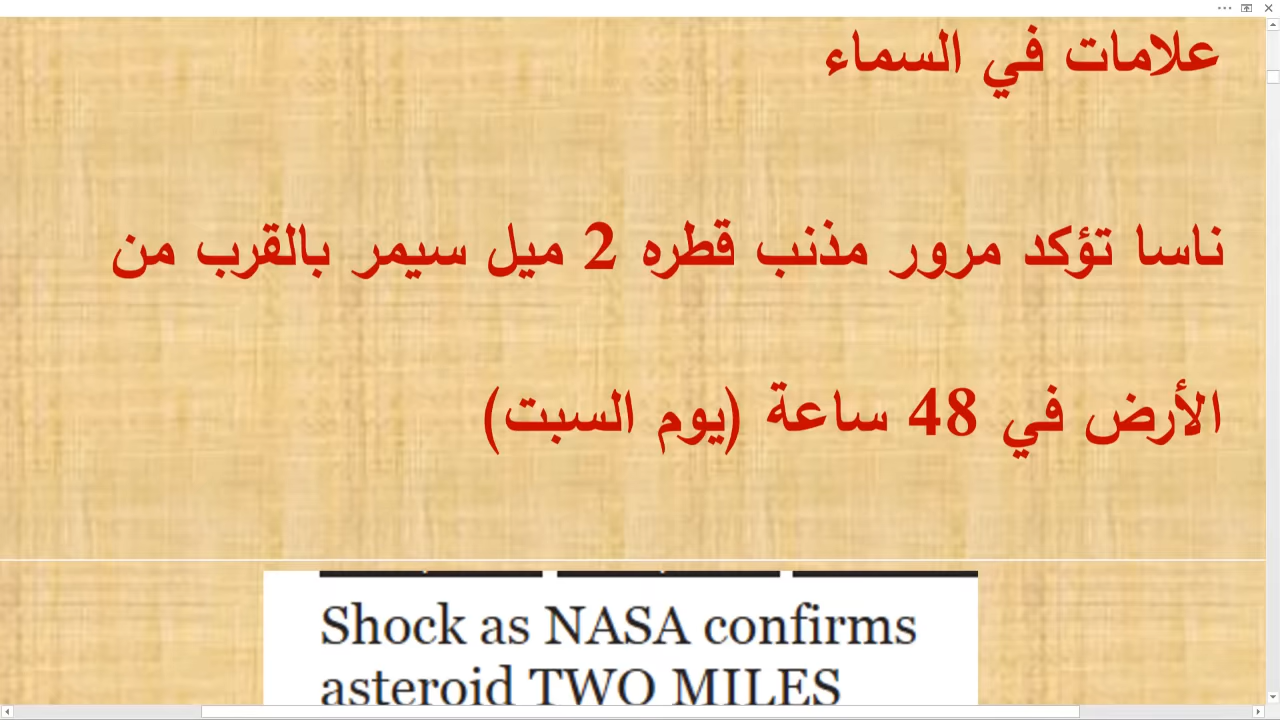 علامات في السماء
ناسا تؤكد مرور مذنب قطره 2 ميل سيمر بالقرب من
الأرض في 48 ساعة (يوم السبت)
Shock as NASA confirms
asteroid TWO MILES